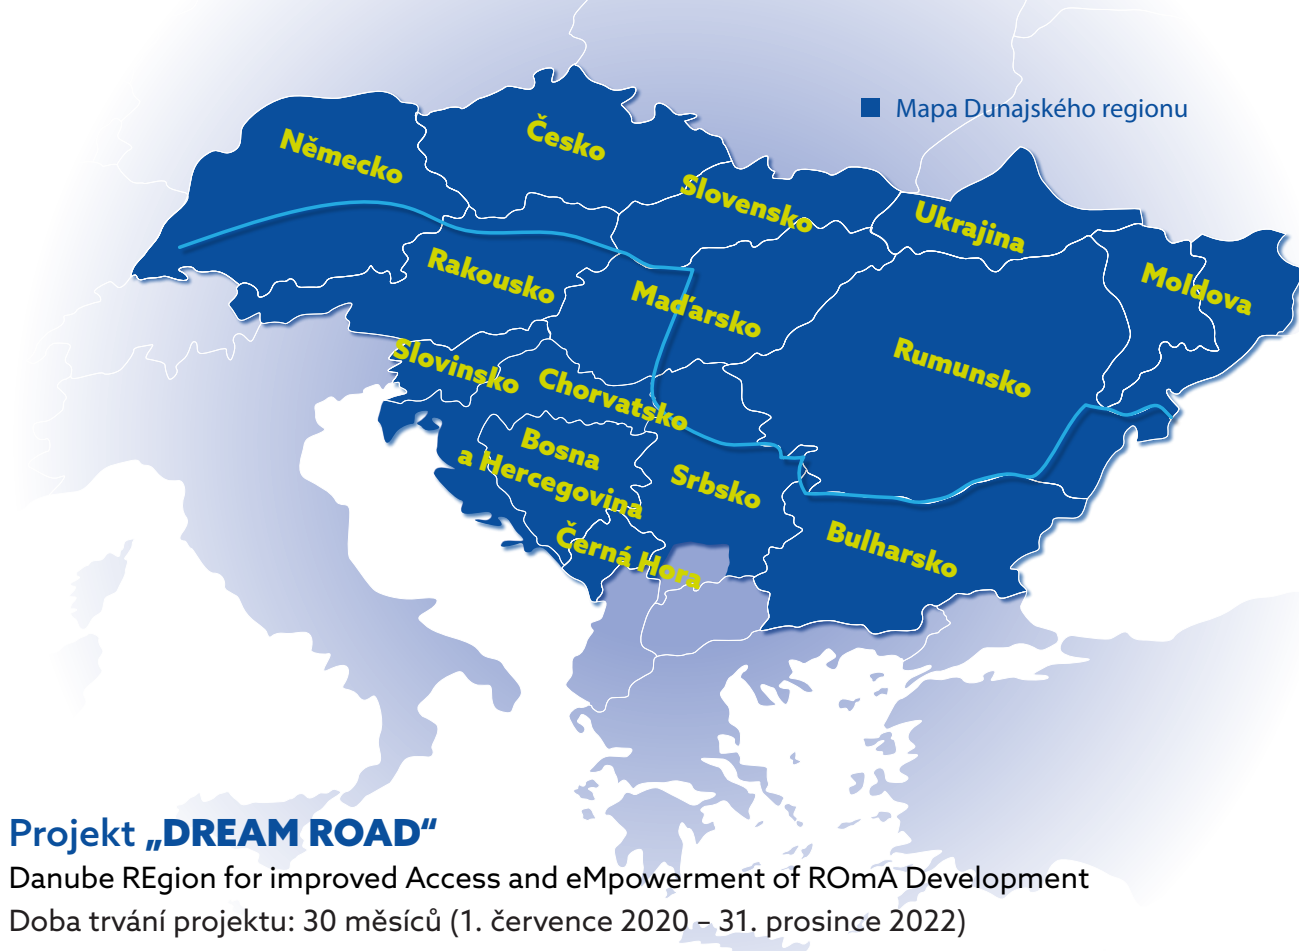 Mapa Dunajského regionu
Česko
Německo
Slovensko
Ukrajina
Rakousko
Moldova
Maďarsko
Rumunsko
Slovinsko
Chorvatsko
Bosna
a Hercegovina
Srbsko
Bulharsko
Černá Hora
Projekt „DREAM ROAD“
Danube REgion for improved Access and eMpowerment of ROmA Development
Doba trvání projektu: 30 měsíců (1. července 2020 – 31. prosince 2022)